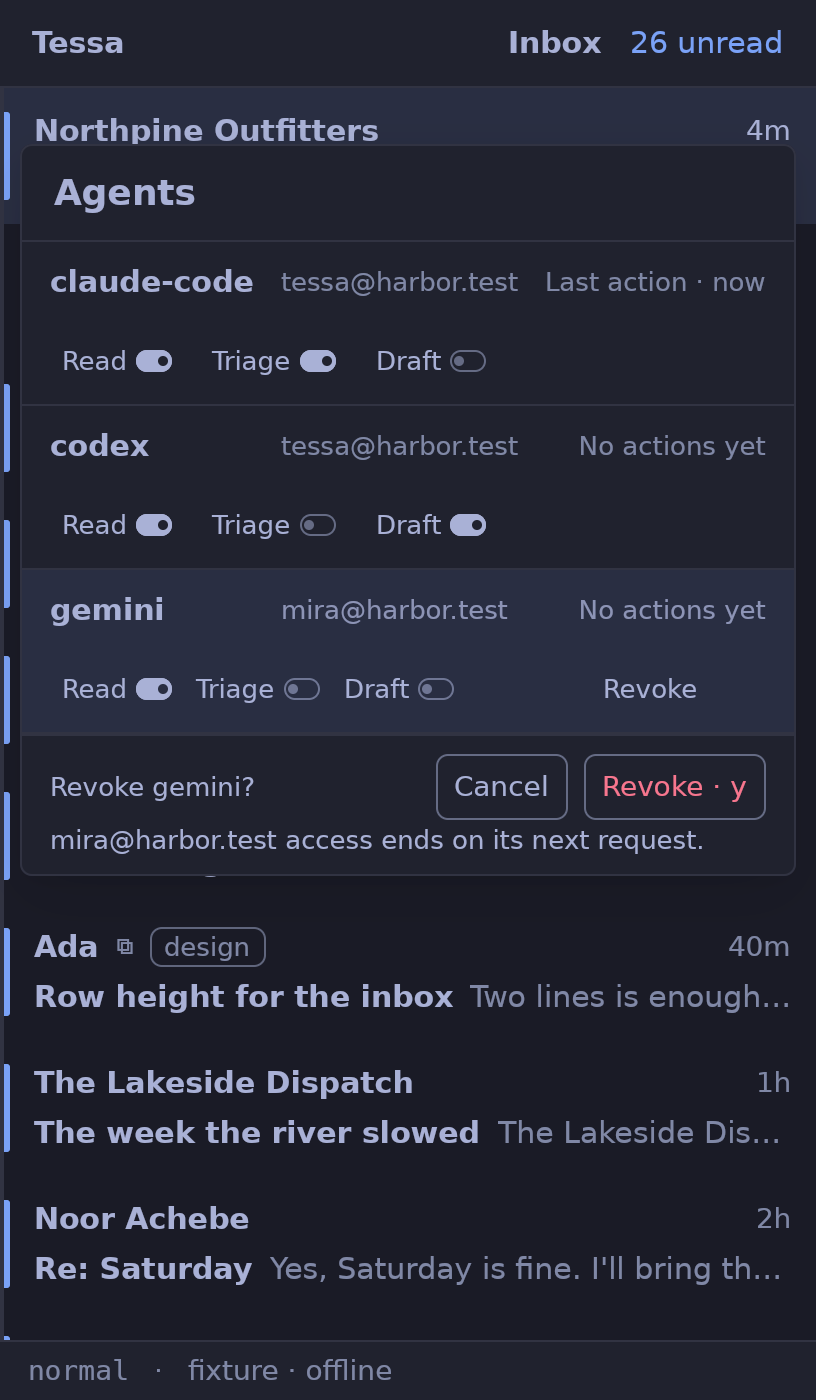 Tessa Inbox 26 unread
Northpine Outfitters 4m
Agents
claude-code tessa@harbor.test Last action · now
Read Triage Draft
codex tessa@harbor.test No actions yet
Read Triage Draft
gemini mira@harbor.test No actions yet
Read Triage Draft Revoke
Revoke gemini? Cancel Revoke · y
mira@harbor.test access ends on its next request.
Ada design 40m
Row height for the inbox Two lines is enough…
The Lakeside Dispatch 1h
The week the river slowed The Lakeside Dis…
Noor Achebe 2h
Re: Saturday Yes, Saturday is fine. I'll bring th…
normal · fixture · offline